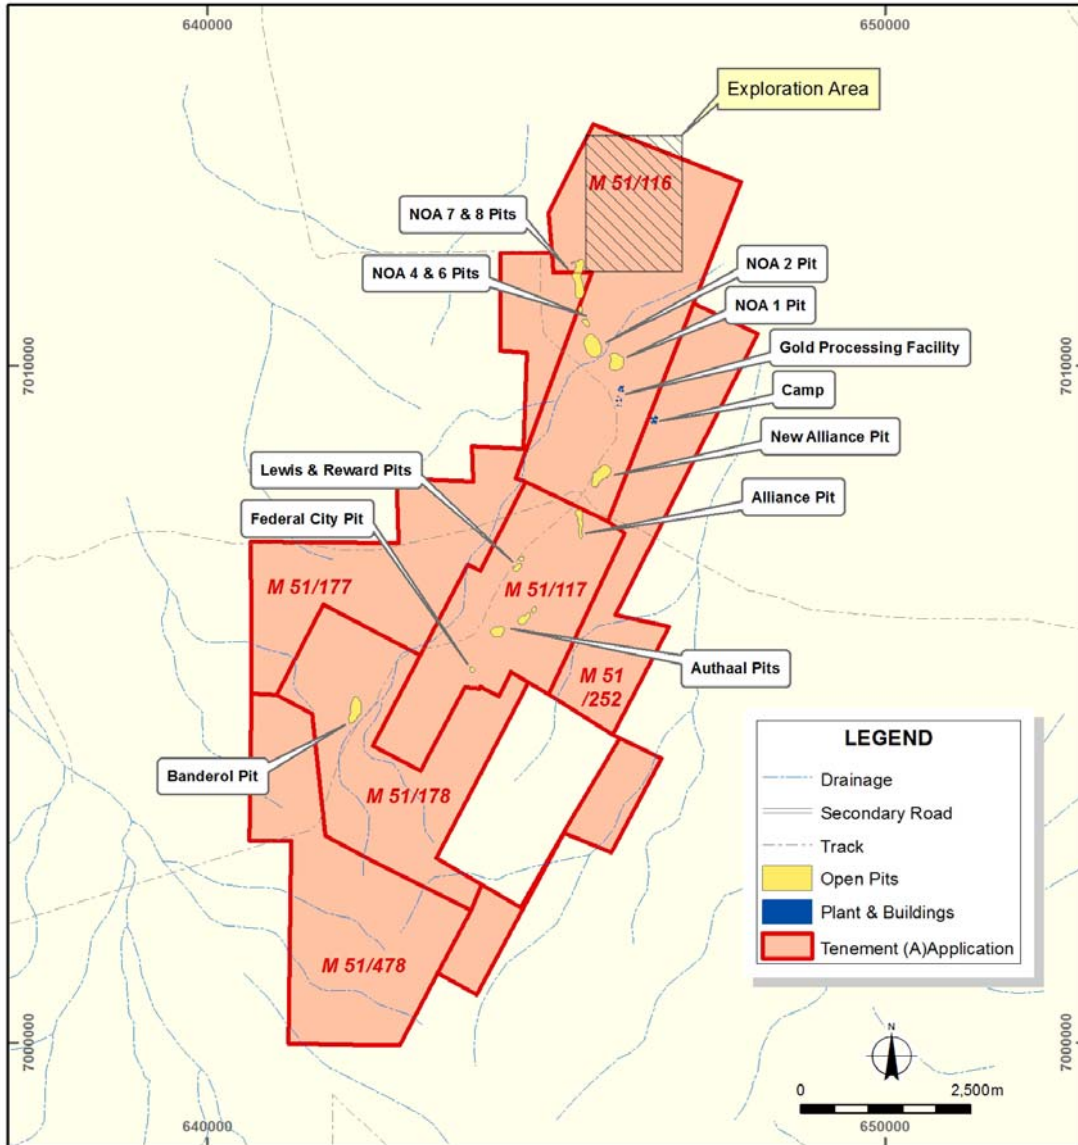 640000
650000
Exploration Area
M 51/116
NOA 7 & 8 Pits
NOA 2 Pit
NOA 4 & 6 Pits
NOA 1 Pit
Gold Processing Facility
7010000
7010000
Camp
New Alliance Pit
Lewis & Reward Pits
Alliance Pit
Federal City Pit
M 51/177
M 51/117
Authaal Pits
M 51
/252
LEGEND
Banderol Pit
Drainage
M 51/178
Secondary Road
Track
Open Pits
Plant & Buildings
Tenement (A)Application
M 51/478
7000000
7000000
N
0
2,500m
640000
650000